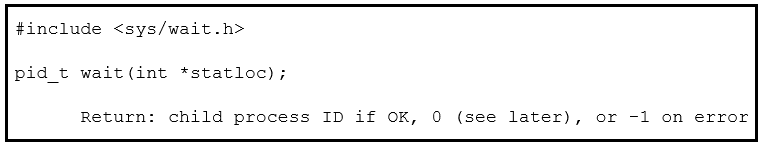 #include <sys/wait.h>
pid_t wait(int *statloc);
Return: child process ID if OK, 0 (see later), or -1 on error